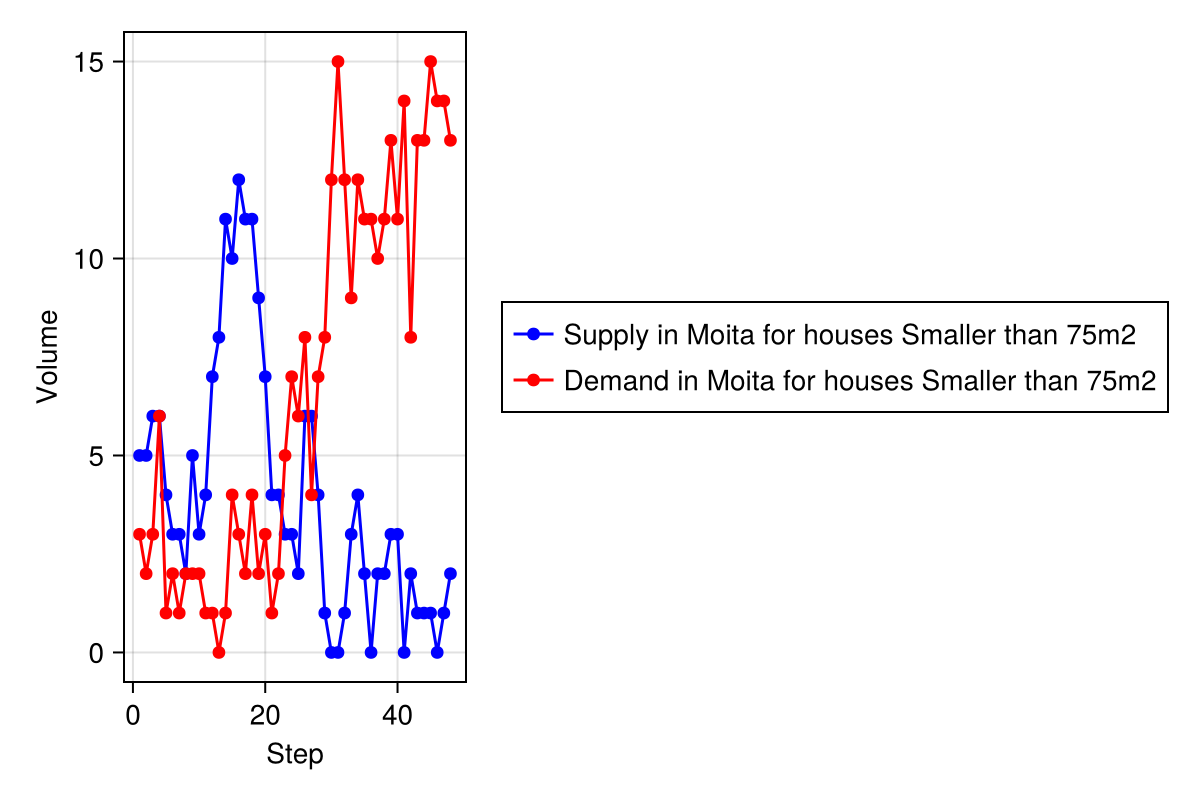 15
10
5
0
Volume
0 20 40
Step
Supply in Moita for houses Smaller than 75m2
Demand in Moita for houses Smaller than 75m2